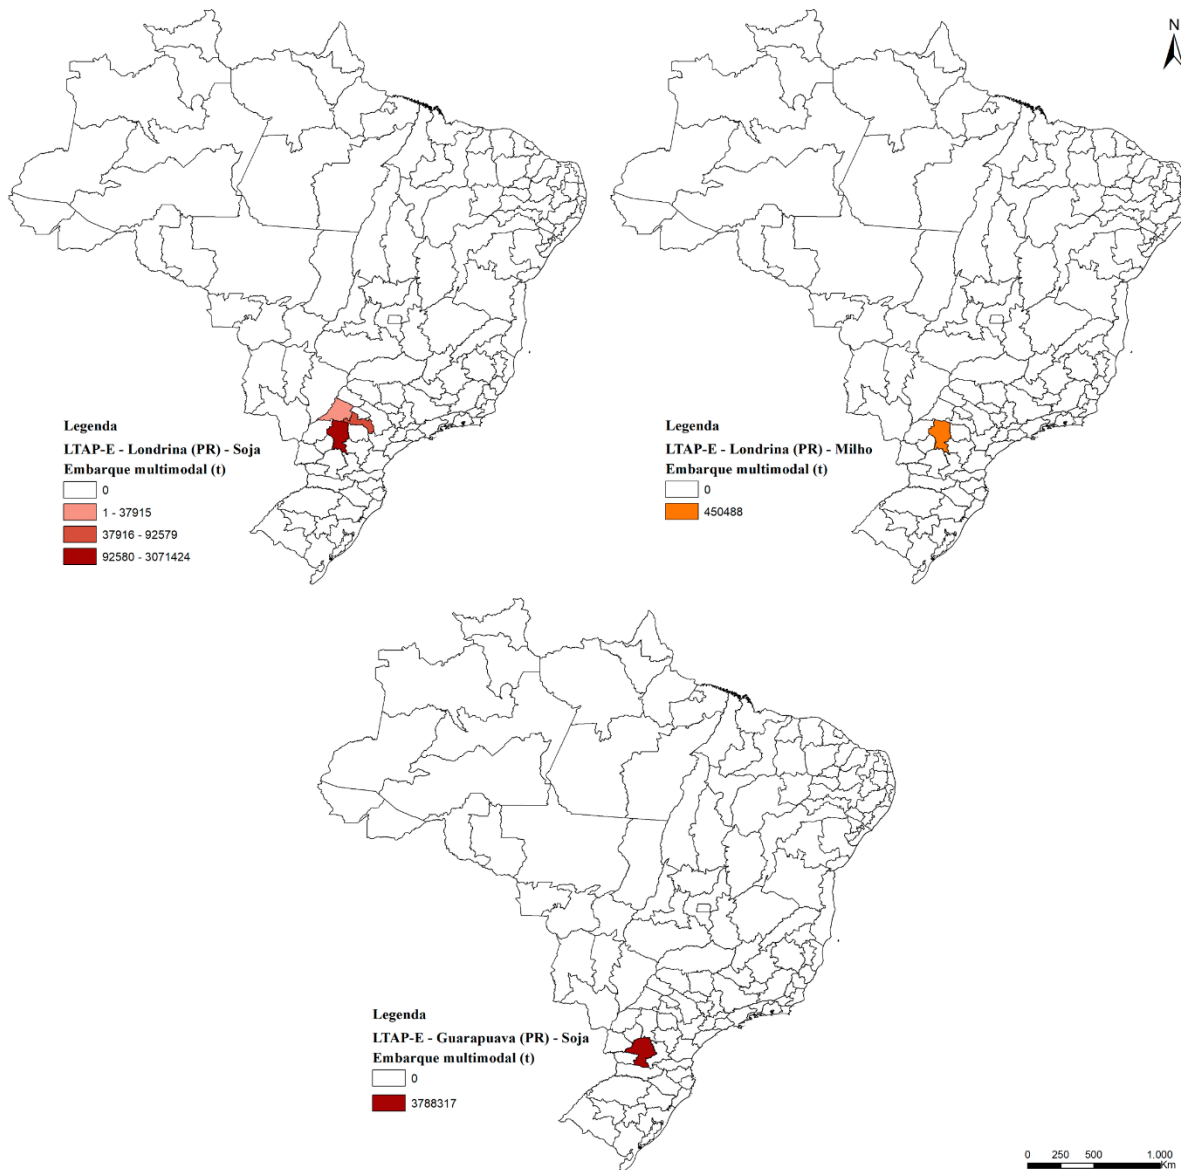 N
Legenda
LTAP-E - Londrina (PR) - Soja
Embarque multimodal (t)
0
1 - 37915
37916 - 92579
92580 - 3071424
Legenda
LTAP-E - Londrina (PR) - Milho
Embarque multimodal (t)
0
450488
Legenda
LTAP-E - Guarapuava (PR) - Soja
Embarque multimodal (t)
0
3788317
0 250 500 1.000
Km